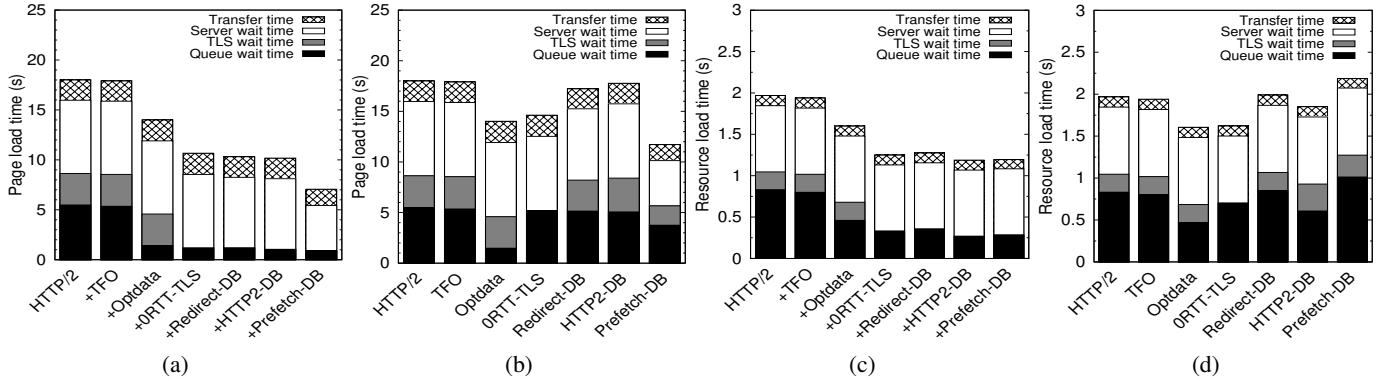 Page load time (s)
25
20
15
10
5
0
Transfer time
Server wait time
TLS wait time
Queue wait time
HTTP/2
+TFO
+Optdata
+0RTT-TLS
+Redirect-DB
+HTTP2-DB
+Prefetch-DB
(a)
Page load time (s)
25
20
15
10
5
0
Transfer time
Server wait time
TLS wait time
Queue wait time
HTTP/2
TFO
Optdata
0RTT-TLS
Redirect-DB
HTTP2-DB
Prefetch-DB
(b)
Resource load time (s)
3
2.5
2
1.5
1
0.5
0
Transfer time
Server wait time
TLS wait time
Queue wait time
HTTP/2
+TFO
+Optdata
+0RTT-TLS
+Redirect-DB
+HTTP2-DB
+Prefetch-DB
(c)
Resource load time (s)
3
2.5
2
1.5
1
0.5
0
Transfer time
Server wait time
TLS wait time
Queue wait time
HTTP/2
TFO
Optdata
0RTT-TLS
Redirect-DB
HTTP2-DB
Prefetch-DB
(d)